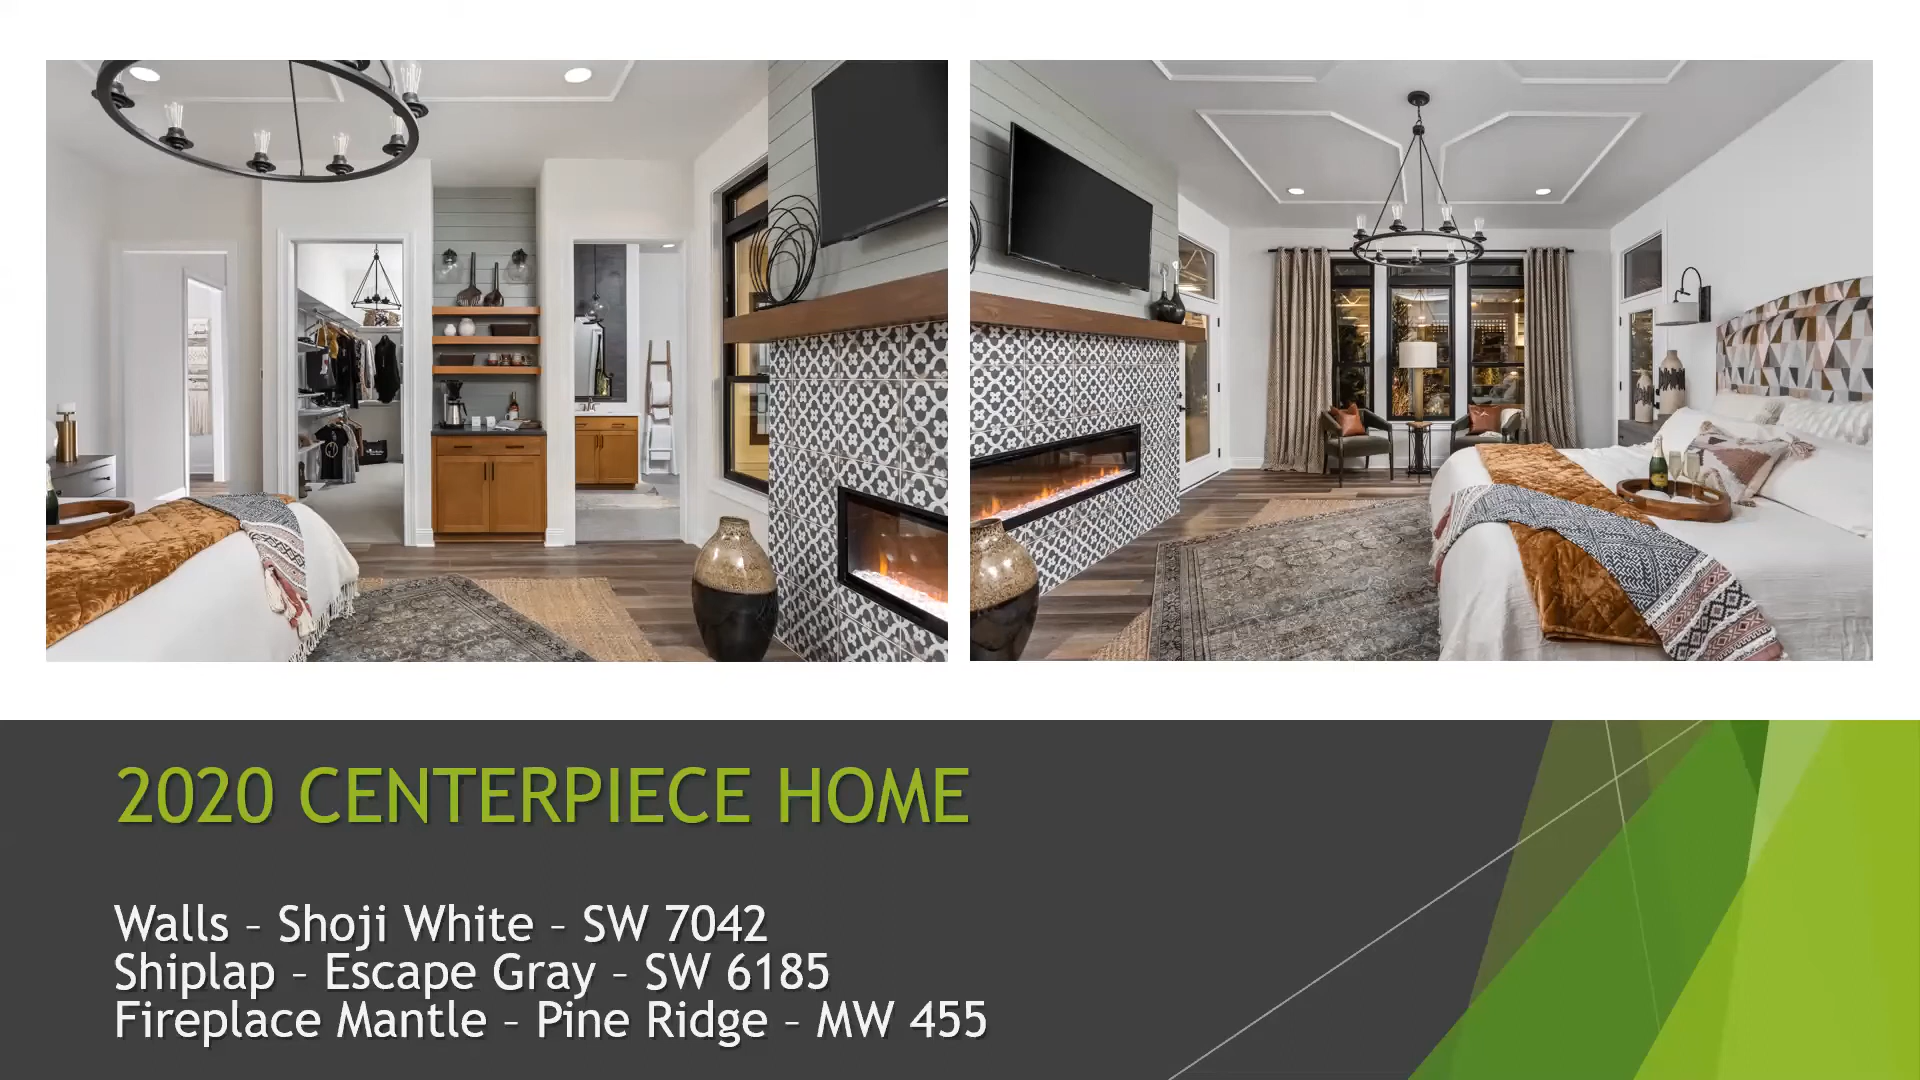 2020 CENTERPIECE HOME
Walls – Shoji White – SW 7042
Shiplap – Escape Gray – SW 6185
Fireplace Mantle – Pine Ridge – MW 455